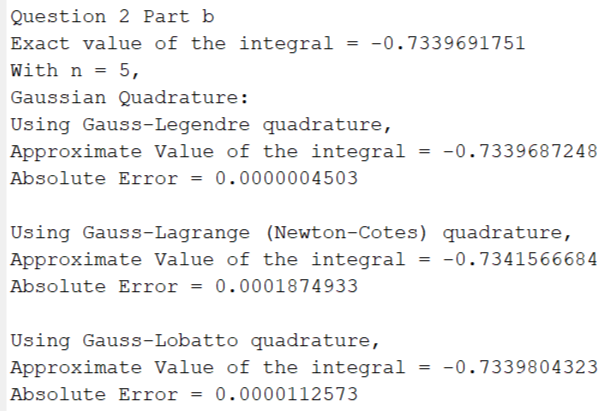 Question 2 Part b
Exact value of the integral = -0.7339691751
With n = 5,
Gaussian Quadrature:
Using Gauss-Legendre quadrature,
Approximate Value of the integral = -0.7339687248
Absolute Error = 0.0000004503
Using Gauss-Lagrange (Newton-Cotes) quadrature,
Approximate Value of the integral = -0.7341566684
Absolute Error = 0.0001874933
Using Gauss-Lobatto quadrature,
Approximate Value of the integral = -0.7339804323
Absolute Error = 0.0000112573